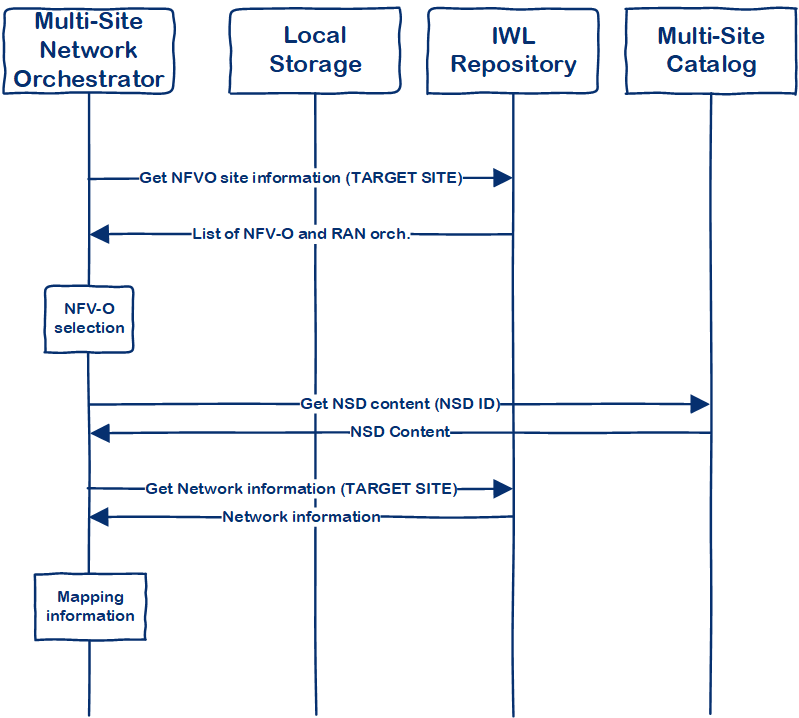 Multi-Site
Network
Orchestrator
Local
Storage
IWL
Repository
Multi-Site
Catalog
Get NFVO site information (TARGET SITE)
List of NFV-O and RAN orch.
NFV-O
selection
Get NSD content (NSD ID)
NSD Content
Get Network information (TARGET SITE)
Network information
Mapping
information